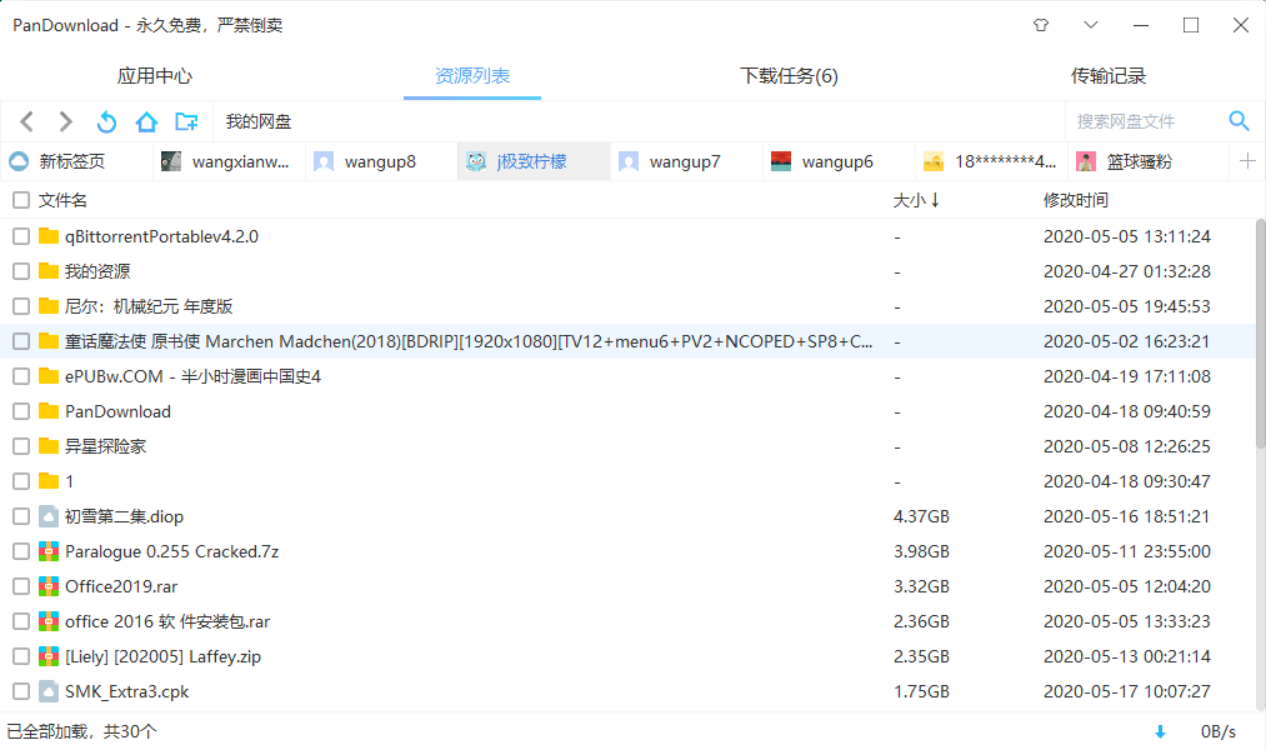 PanDownload - 永久免费，严禁倒卖
应用中心 资源列表 下载任务(6) 传输记录
我的网盘 搜索网盘文件
新标签页 wangxianw... wangup8 j极致柠檬 wangup7 wangup6 18********4... 篮球骚粉
文件名 大小↓ 修改时间
qBittorrentPortablev4.2.0 - 2020-05-05 13:11:24
我的资源 - 2020-04-27 01:32:28
尼尔：机械纪元 年度版 - 2020-05-05 19:45:53
童话魔法使 原书使 Marchen Madchen(2018)[BDRIP][1920x1080][TV12+menu6+PV2+NCOPED+SP8+C... - 2020-05-02 16:23:21
ePUBw.COM - 半小时漫画中国史4 - 2020-04-19 17:11:08
PanDownload - 2020-04-18 09:40:59
异星探险家 - 2020-05-08 12:26:25
1 - 2020-04-18 09:30:47
初雪第二集.diop 4.37GB 2020-05-16 18:51:21
Paralogue 0.255 Cracked.7z 3.98GB 2020-05-11 23:55:00
Office2019.rar 3.32GB 2020-05-05 12:04:20
office 2016 软 件安装包.rar 2.36GB 2020-05-05 13:33:23
[Liely] [202005] Laffey.zip 2.35GB 2020-05-13 00:21:14
SMK_Extra3.cpk 1.75GB 2020-05-17 10:07:27
已全部加载，共30个 0B/s